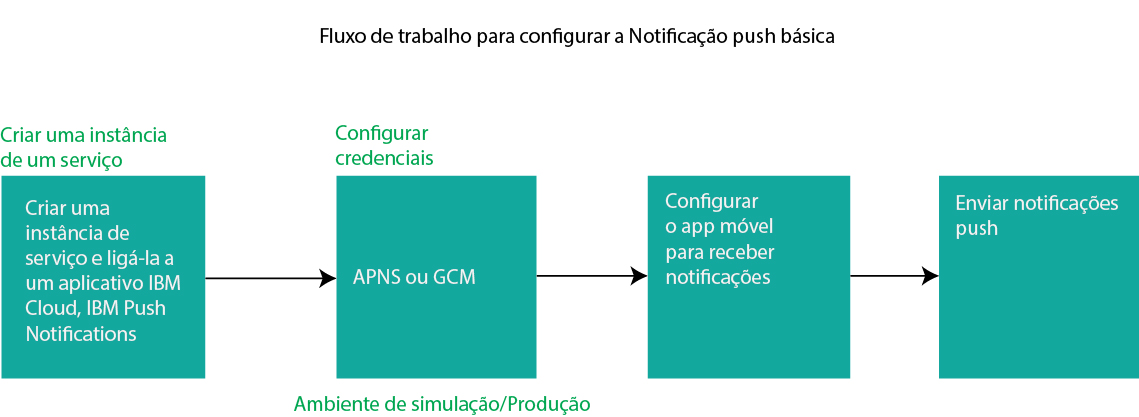 Fluxo de trabalho para configurar a Notificação push básica
Criar uma instância
de um serviço
Criar uma
instância de
serviço e ligá-la a
um aplicativo IBM
Cloud, IBM Push
Notifications
Configurar
credenciais
APNS ou GCM
Ambiente de simulação/Produção
Configurar
o app móvel
para receber
notificações
Enviar notificações
push